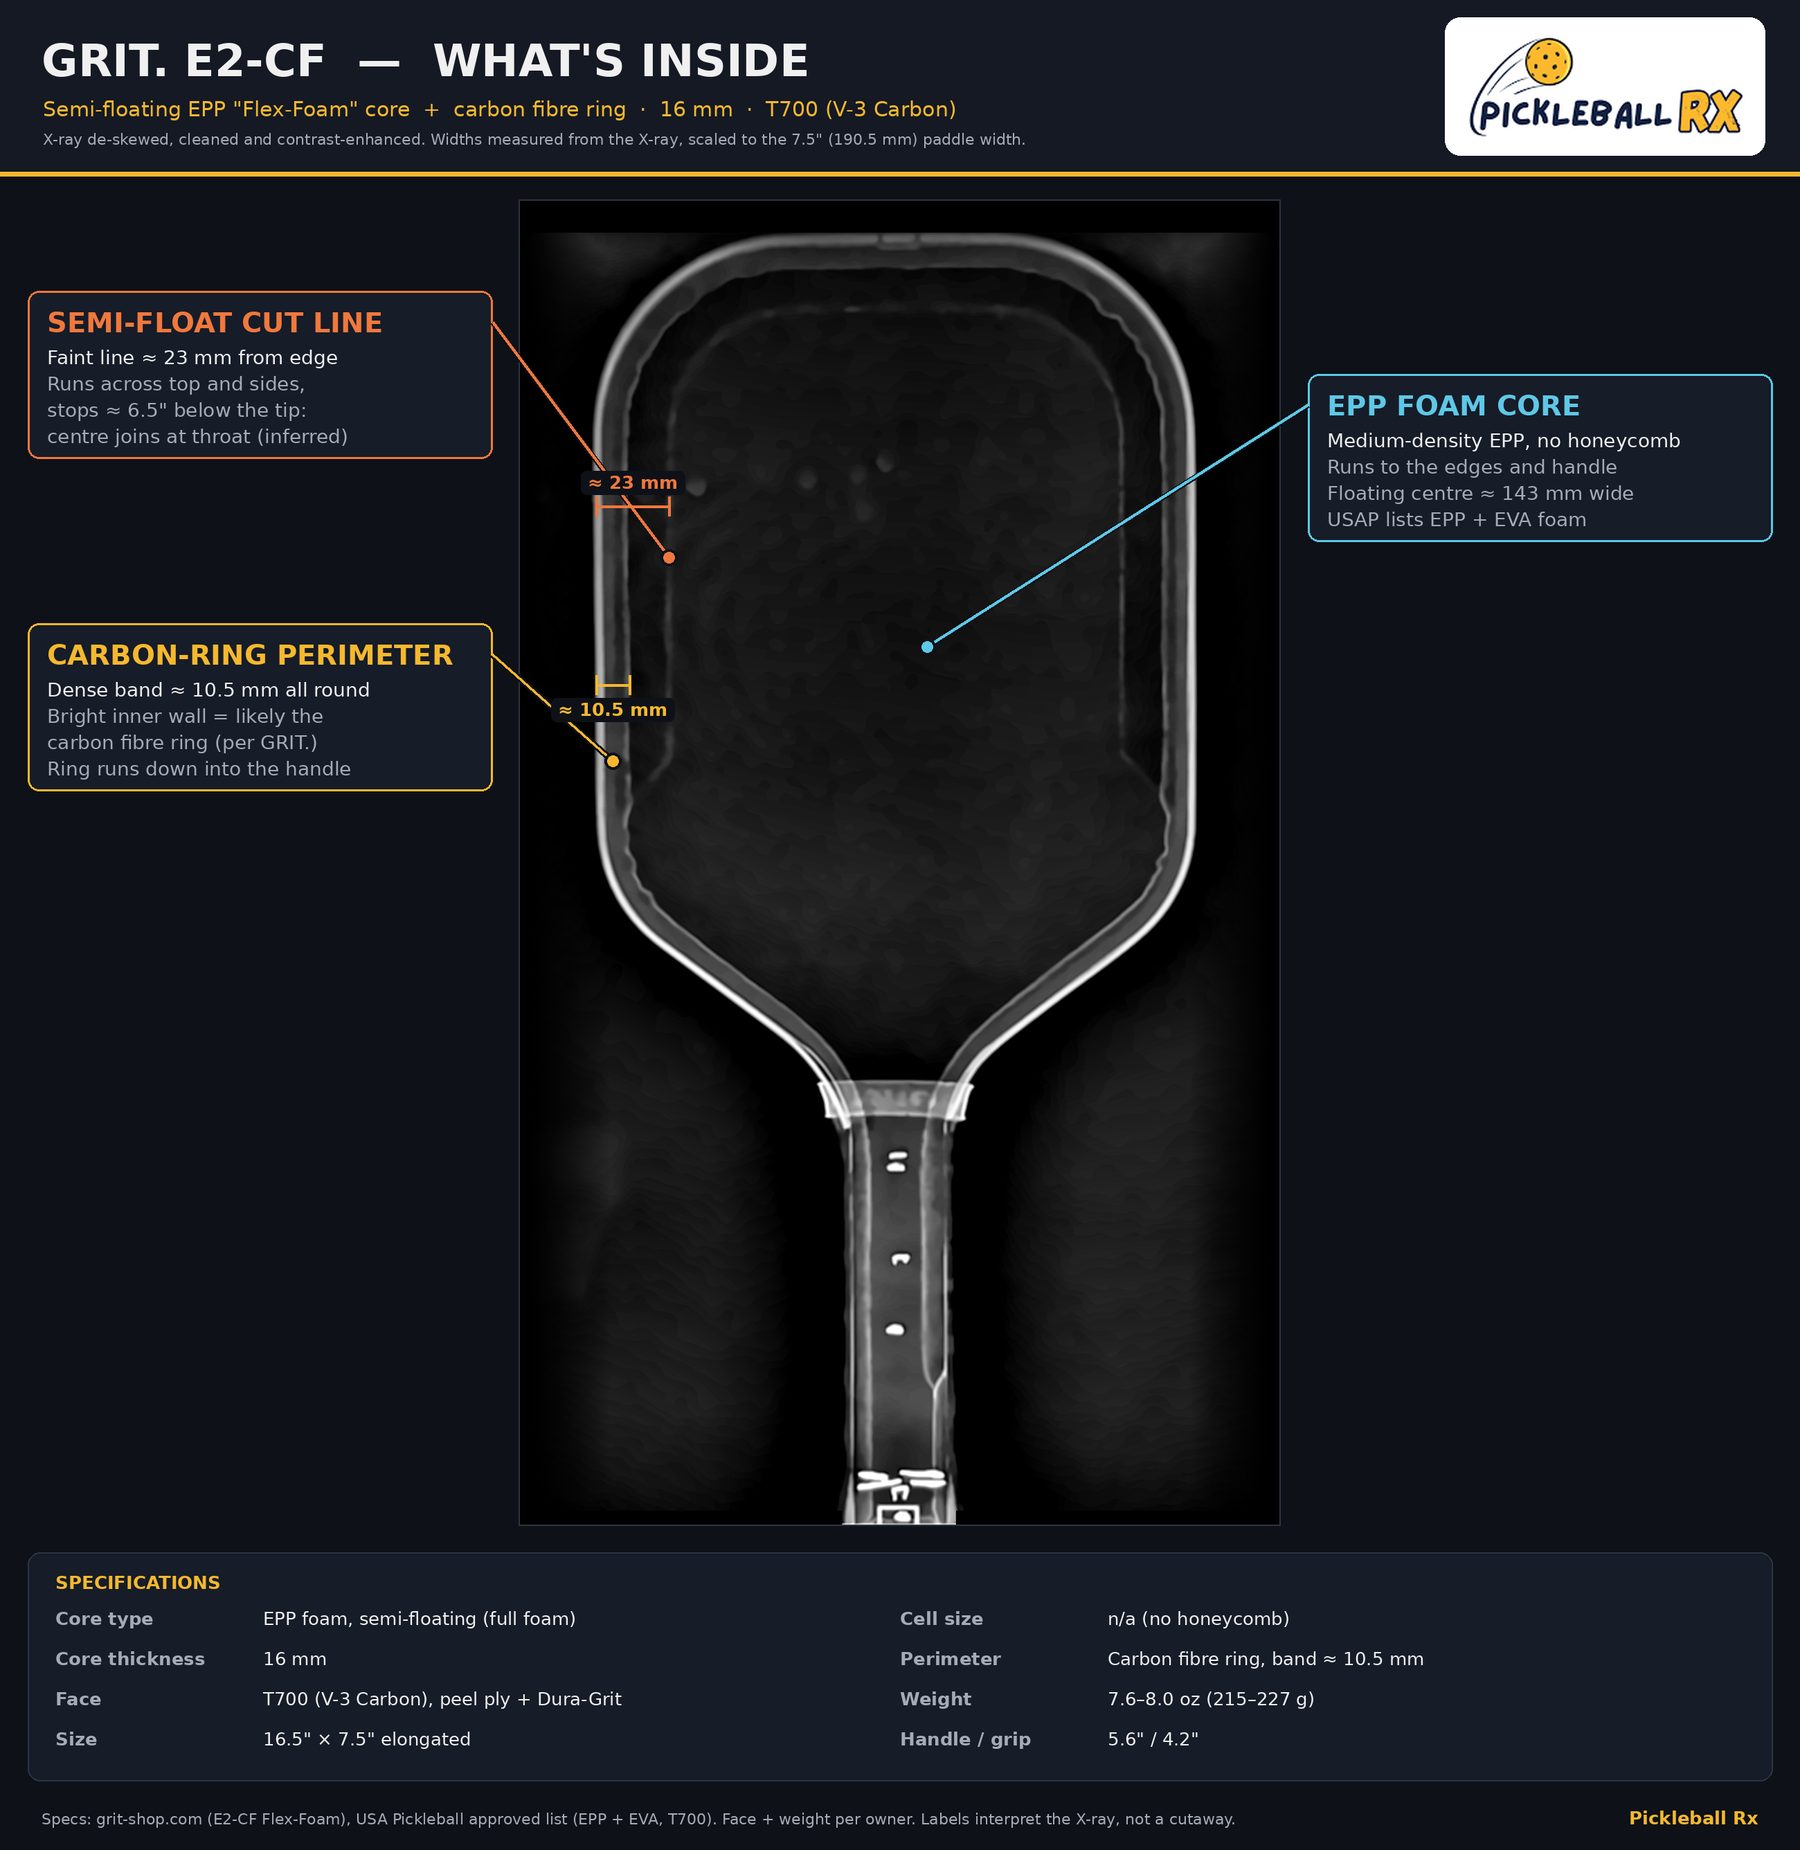 GRIT. E2-CF — WHAT'S INSIDE
Semi-floating EPP "Flex-Foam" core + carbon fibre ring · 16 mm · T700 (V-3 Carbon)
X-ray de-skewed, cleaned and contrast-enhanced. Widths measured from the X-ray, scaled to the 7.5" (190.5 mm) paddle width.
PICKLEBALL RX
SEMI-FLOAT CUT LINE
Faint line ≈ 23 mm from edge
Runs across top and sides,
stops ≈ 6.5" below the tip:
centre joins at throat (inferred)
EPP FOAM CORE
Medium-density EPP, no honeycomb
Runs to the edges and handle
Floating centre ≈ 143 mm wide
USAP lists EPP + EVA foam
≈ 23 mm
CARBON-RING PERIMETER
Dense band ≈ 10.5 mm all round
Bright inner wall = likely the
carbon fibre ring (per GRIT.)
Ring runs down into the handle
≈ 10.5 mm
SPECIFICATIONS
Core type EPP foam, semi-floating (full foam)
Cell size n/a (no honeycomb)
Core thickness 16 mm
Perimeter Carbon fibre ring, band ≈ 10.5 mm
Face T700 (V-3 Carbon), peel ply + Dura-Grit
Weight 7.6–8.0 oz (215–227 g)
Size 16.5" × 7.5" elongated
Handle / grip 5.6" / 4.2"
Specs: grit-shop.com (E2-CF Flex-Foam), USA Pickleball approved list (EPP + EVA, T700). Face + weight per owner. Labels interpret the X-ray, not a cutaway.
Pickleball Rx